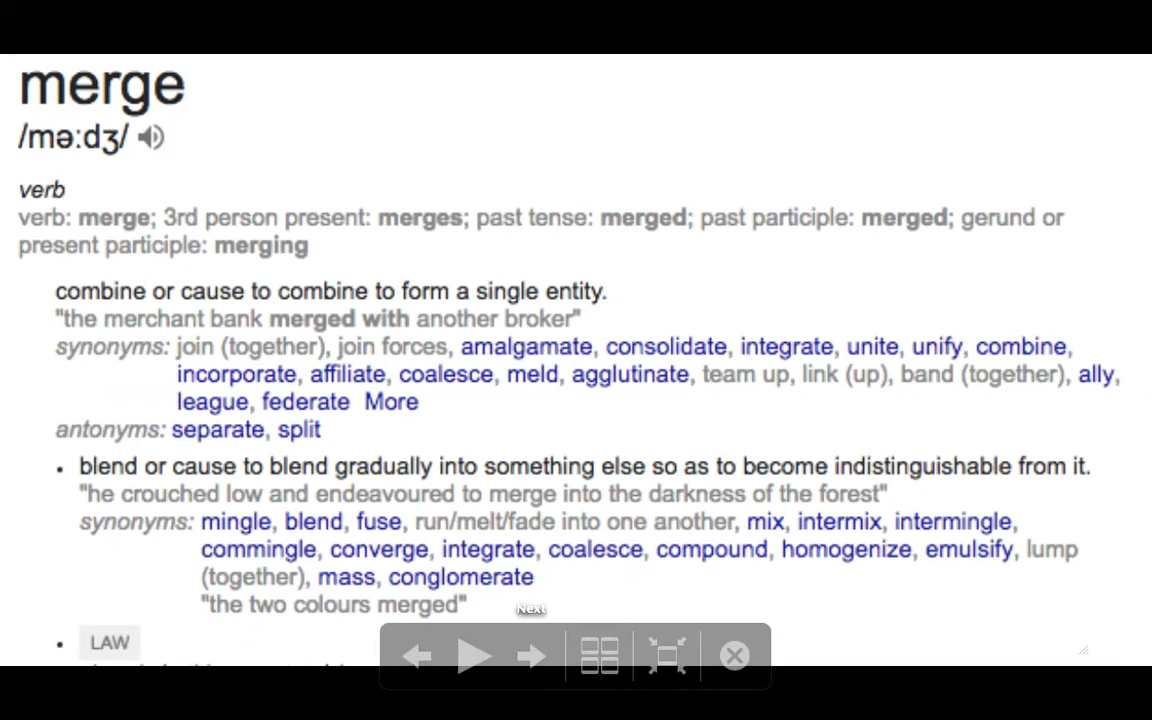 merge
/məːdʒ/
verb
verb: merge; 3rd person present: merges; past tense: merged; past participle: merged; gerund or
present participle: merging
combine or cause to combine to form a single entity.
"the merchant bank merged with another broker"
synonyms: join (together), join forces, amalgamate, consolidate, integrate, unite, unify, combine,
incorporate, affiliate, coalesce, meld, agglutinate, team up, link (up), band (together), ally,
league, federate More
antonyms: separate, split
• blend or cause to blend gradually into something else so as to become indistinguishable from it.
"he crouched low and endeavoured to merge into the darkness of the forest"
synonyms: mingle, blend, fuse, run/melt/fade into one another, mix, intermix, intermingle,
commingle, converge, integrate, coalesce, compound, homogenize, emulsify, lump
(together), mass, conglomerate
"the two colours merged"
Next
• LAW